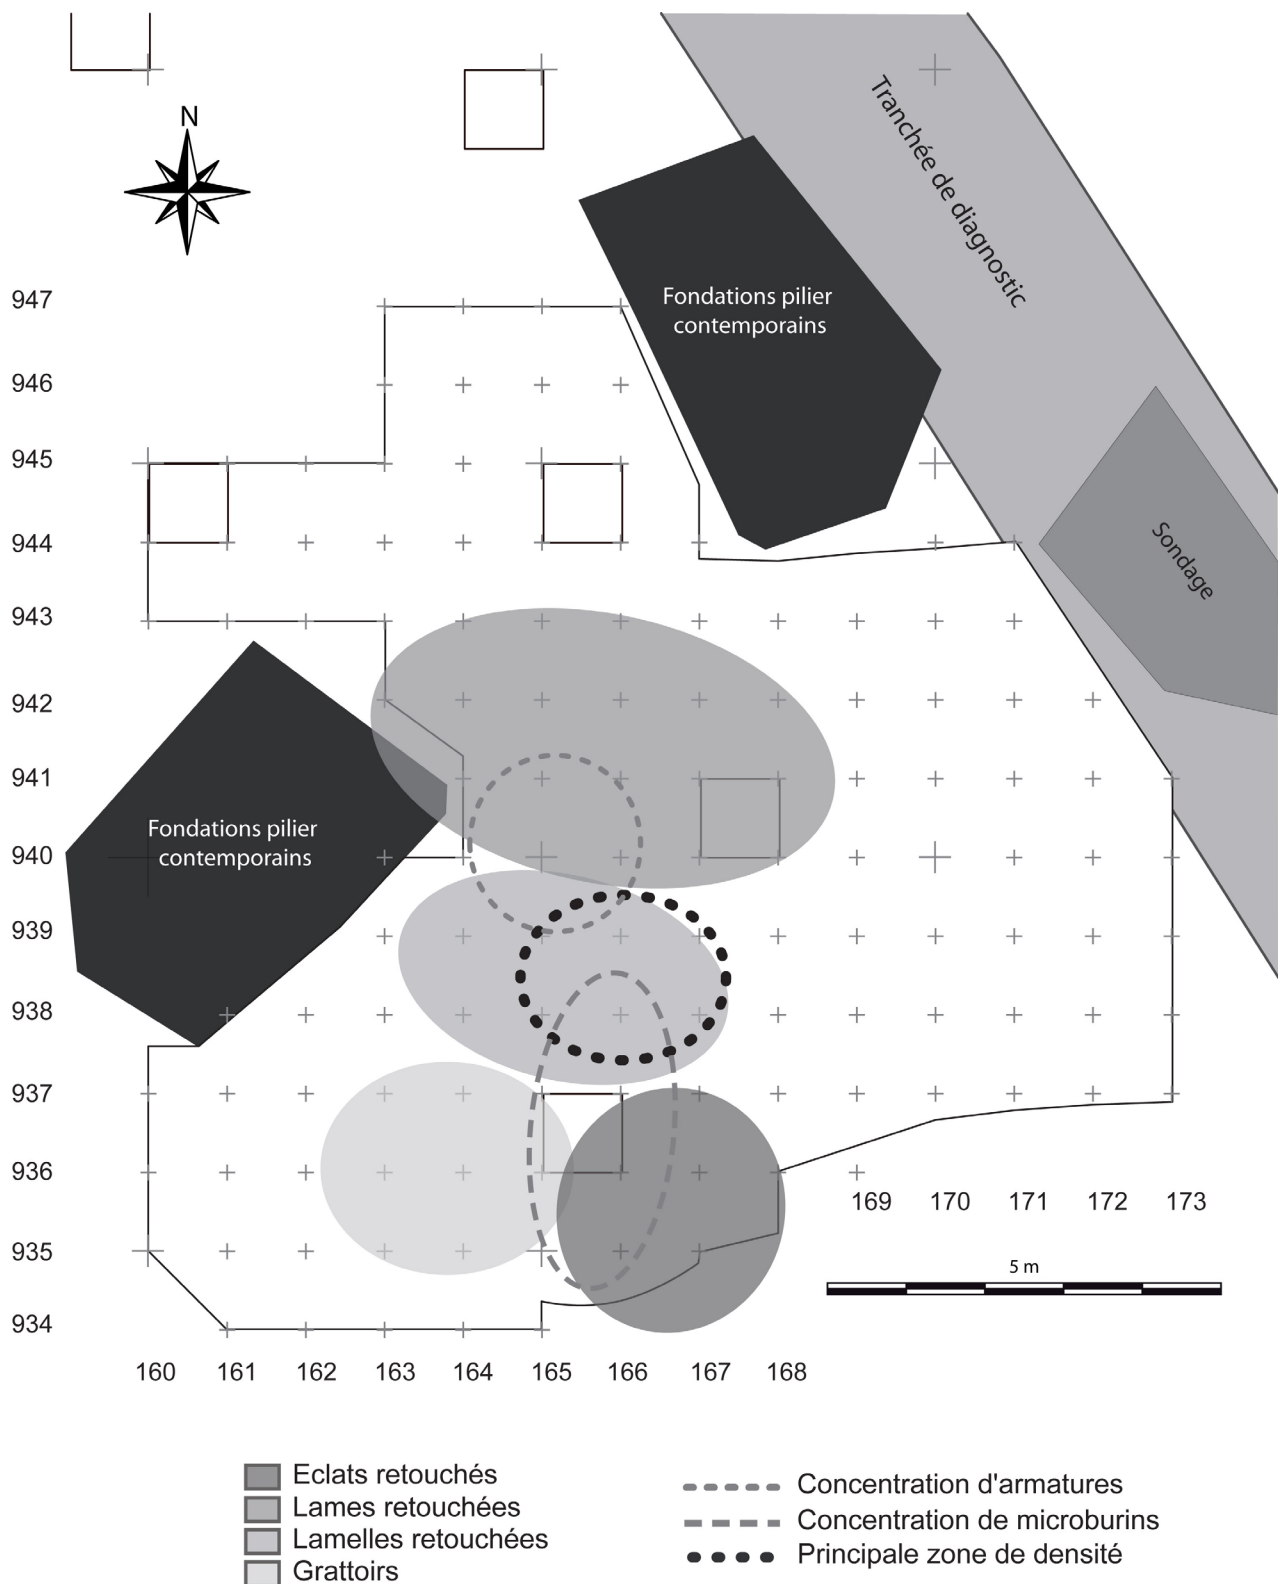 N
Tranchée de diagnostic
Fondations pilier
contemporains
Sondage
947
946
945
944
943
942
941
940
939
938
937
936
935
934
Fondations pilier
contemporains
169 170 171 172 173
5 m
160 161 162 163 164 165 166 167 168
Eclats retouchés
Lames retouchées
Lamelles retouchées
Grattoirs
Concentration d'armatures
Concentration de microburins
Principale zone de densité